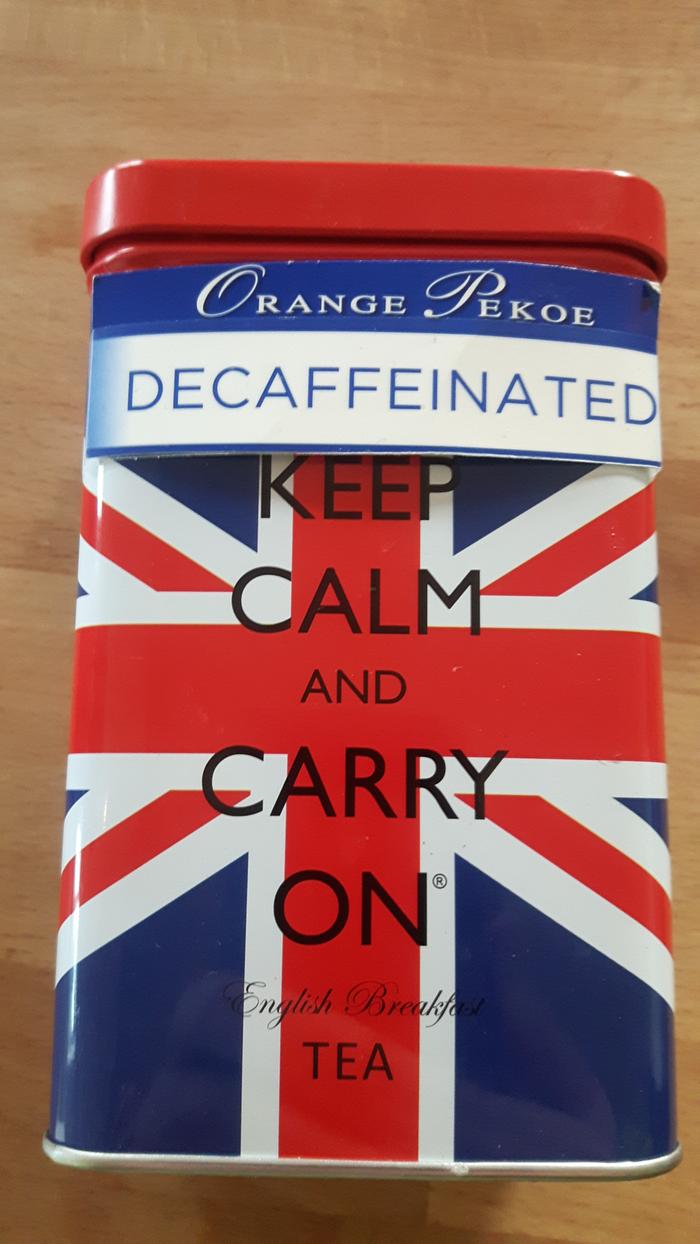 ORANGE PEKOE
DECAFFEINATED
KEEP
CALM
AND
CARRY
ON®
English Breakfast
TEA